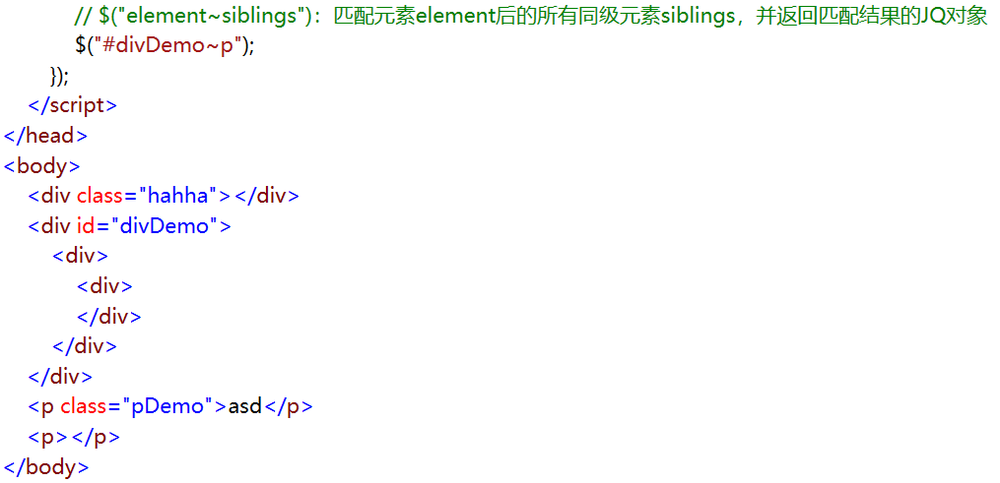 // $("element~siblings")：匹配元素element后的所有同级元素siblings，并返回匹配结果的JQ对象
$("#divDemo~p");
});
</script>
</head>
<body>
<div class="hahha"></div>
<div id="divDemo">
<div>
<div>
</div>
</div>
</div>
<p class="pDemo">asd</p>
<p></p>
</body>